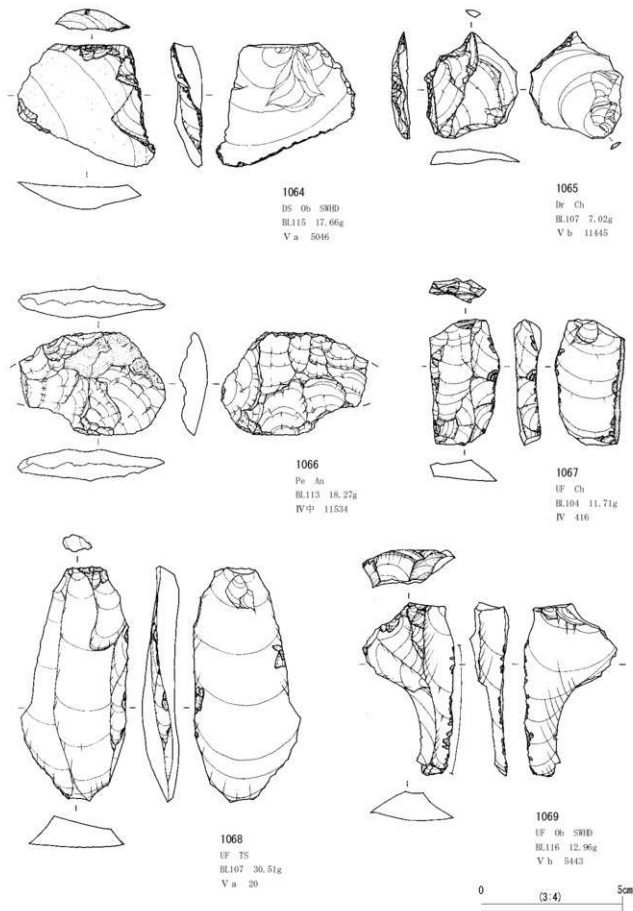 1064
DS Ob SWHD
BL115 17.66g
Ⅴa 5046
1065
Dr Ch
BL107 7.02g
Ⅴb 11445
1066
Pe An
BL113 18.27g
Ⅳ中 11534
1067
UF Ch
BL104 11.71g
Ⅳ 416
1068
UF TS
BL107 30.51g
Ⅴa 20
1069
UF Ob SWHD
BL116 12.96g
Ⅴb 5443
0 (3:4) 5cm